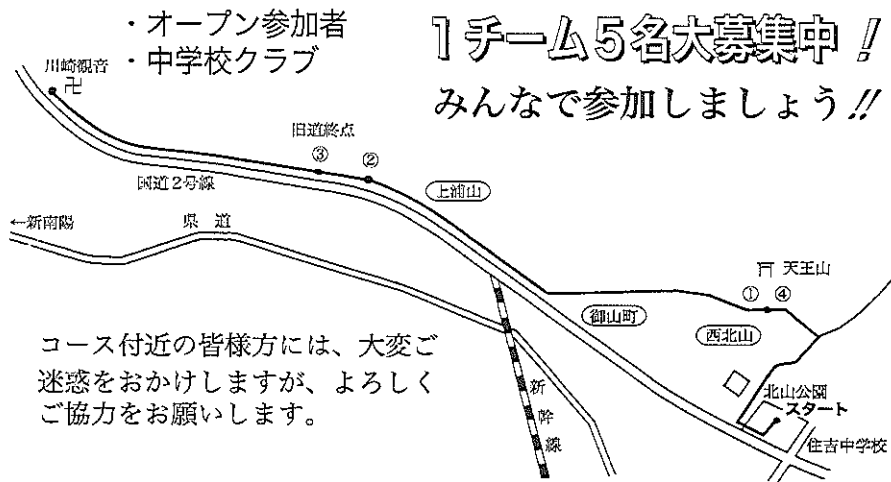 ・オープン参加者
・中学校クラブ
1チーム5名大募集中!
みんなで参加しましょう!!
川崎観音
卍
旧道終点
③ ②
国道2号線
上浦山
←新南陽
県道
天王山
① ④
御山町
西北山
コース付近の皆様方には、大変ご
迷惑をおかけしますが、よろしく
ご協力をお願いします。
新幹線
北山公園
スタート
住吉中学校